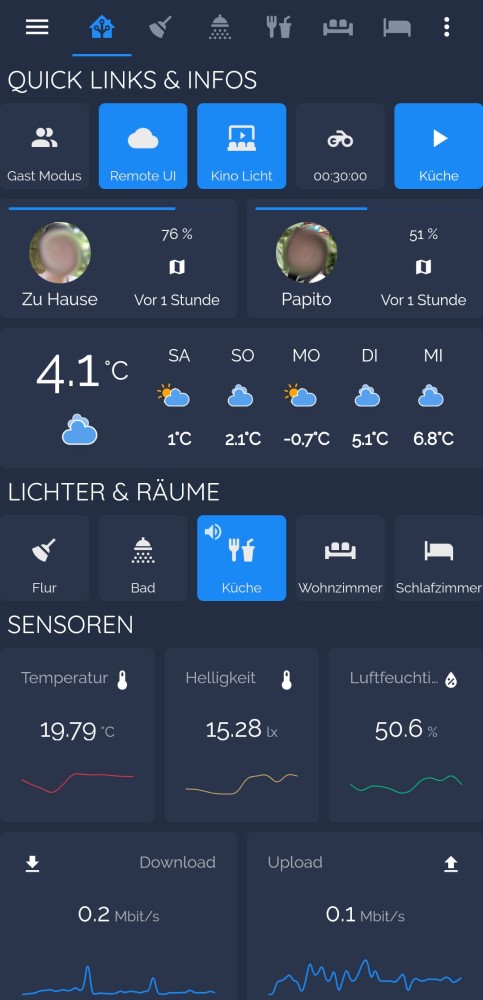 QUICK LINKS & INFOS
Gast Modus
Remote UI
Kino Licht
00:30:00
Küche
76 %
Zu Hause
Vor 1 Stunde
51 %
Papito
Vor 1 Stunde
4.1 °C
SA SO MO DI MI
1°C 2.1°C -0.7°C 5.1°C 6.8°C
LICHTER & RÄUME
Flur
Bad
Küche
Wohnzimmer
Schlafzimmer
SENSOREN
Temperatur
19.79 °C
Helligkeit
15.28 lx
Luftfeuchti...
50.6 %
Download
0.2 Mbit/s
Upload
0.1 Mbit/s